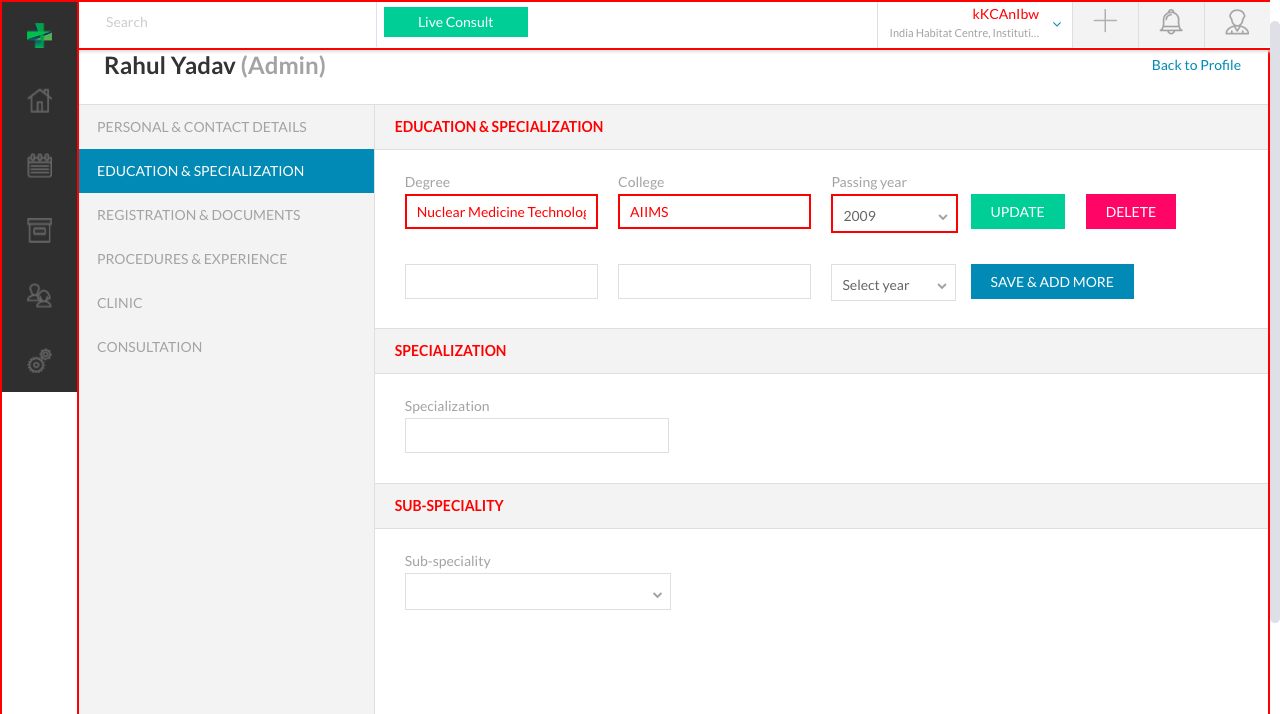 Search
Live Consult
kKCAnIbw
India Habitat Centre, Instituti...
Rahul Yadav (Admin)
Back to Profile
PERSONAL & CONTACT DETAILS
EDUCATION & SPECIALIZATION
REGISTRATION & DOCUMENTS
PROCEDURES & EXPERIENCE
CLINIC
CONSULTATION
EDUCATION & SPECIALIZATION
Degree College Passing year
Nuclear Medicine Technolog AIIMS 2009 UPDATE DELETE
Select year SAVE & ADD MORE
SPECIALIZATION
Specialization
SUB-SPECIALITY
Sub-speciality